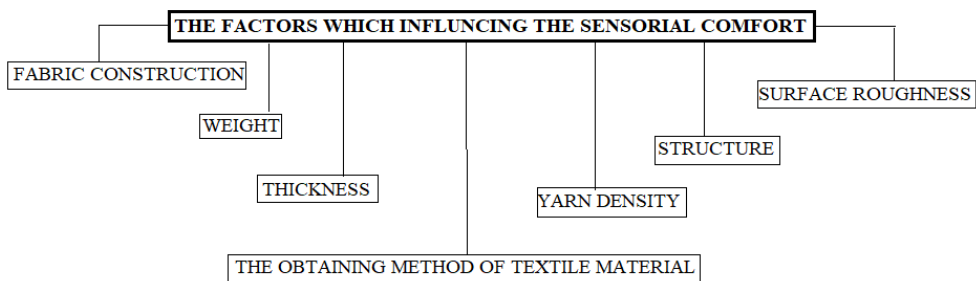 THE FACTORS WHICH INFLUNCING THE SENSORIAL COMFORT
FABRIC CONSTRUCTION
SURFACE ROUGHNESS
WEIGHT
STRUCTURE
THICKNESS
YARN DENSITY
THE OBTAINING METHOD OF TEXTILE MATERIAL